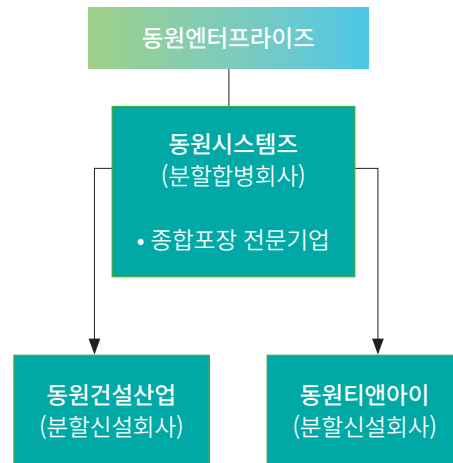 동원엔터프라이즈
동원시스템즈
(분할합병회사)
• 종합포장 전문기업
동원건설산업
(분할신설회사)
동원티앤아이
(분할신설회사)